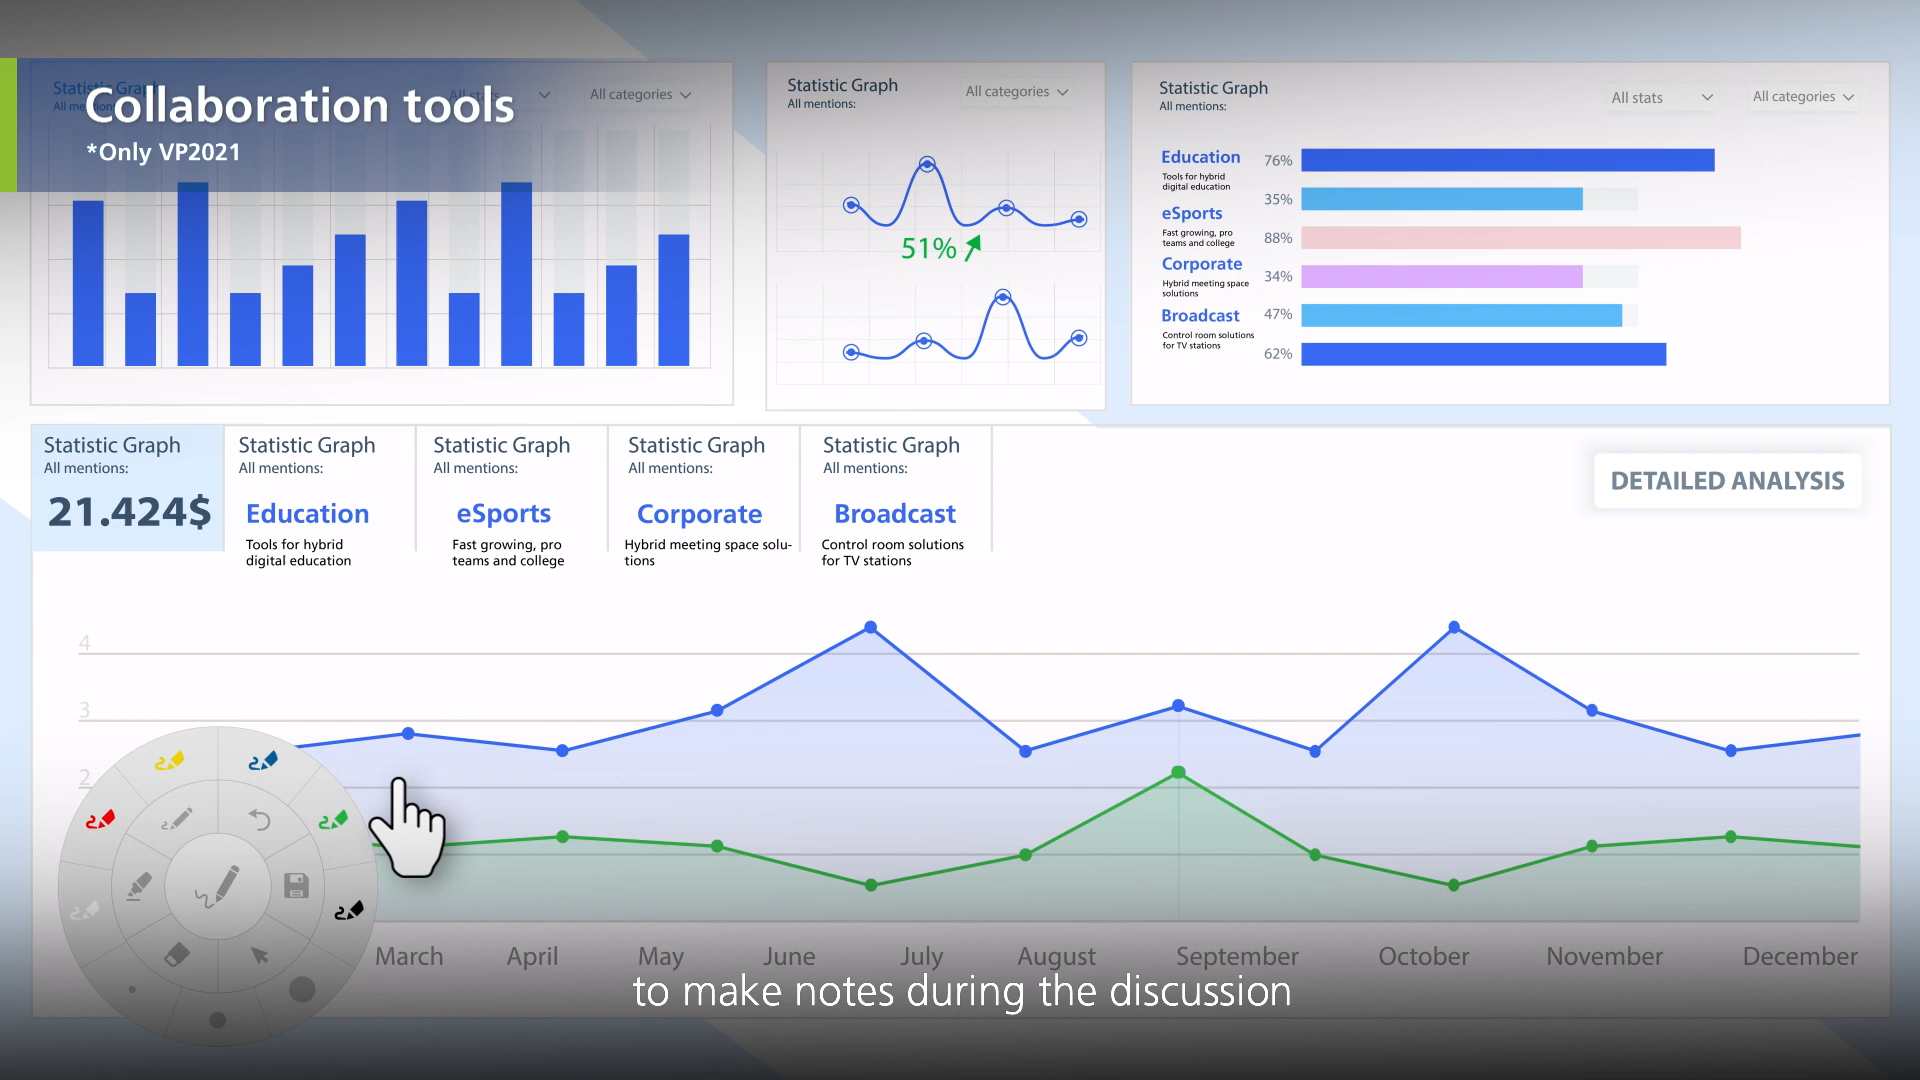 Statistic Graph
All mentions:
All stats
All categories
Collaboration tools
*Only VP2021
Statistic Graph
All mentions:
All categories
51%
Statistic Graph
All mentions:
All stats
All categories
Education
Tools for hybrid
digital education
eSports
Fast growing, pro
teams and college
Corporate
Hybrid meeting space
solutions
Broadcast
Control room solutions
for TV stations
76%
35%
88%
34%
47%
62%
Statistic Graph
All mentions:
21.424$
Statistic Graph
All mentions:
Education
Tools for hybrid
digital education
Statistic Graph
All mentions:
eSports
Fast growing, pro
teams and college
Statistic Graph
All mentions:
Corporate
Hybrid meeting space solu-
tions
Statistic Graph
All mentions:
Broadcast
Control room solutions
for TV stations
DETAILED ANALYSIS
4
3
2
March April May June July August September October November December
to make notes during the discussion